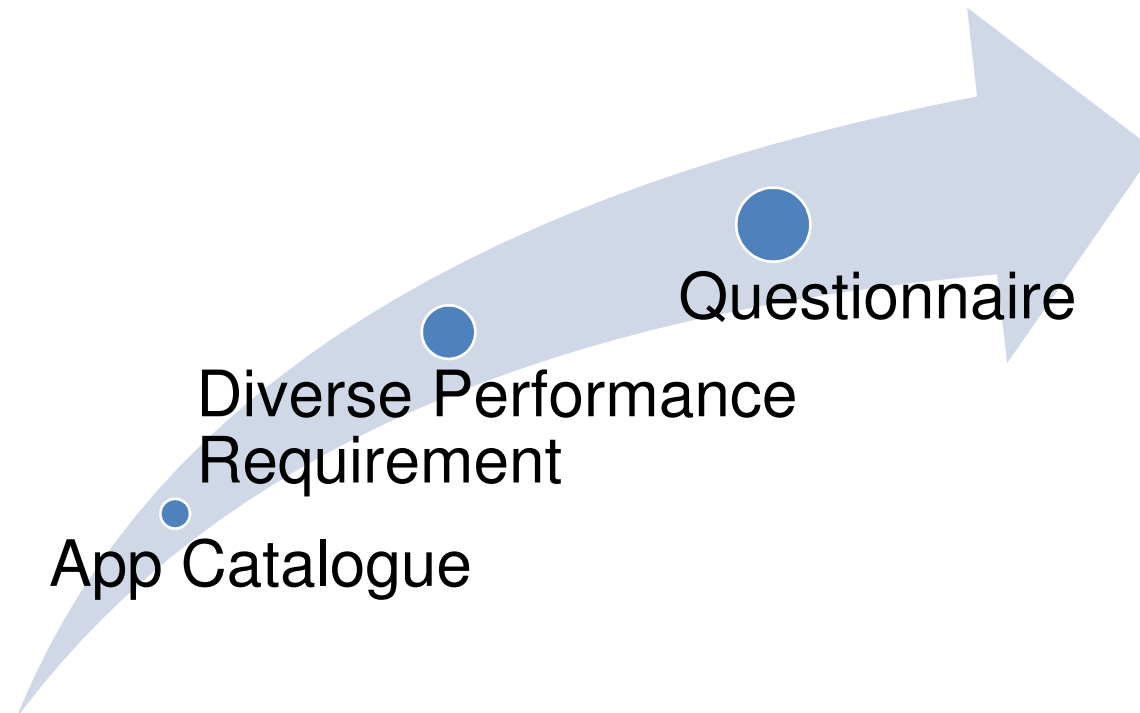 Questionnaire
Diverse Performance
Requirement
App Catalogue